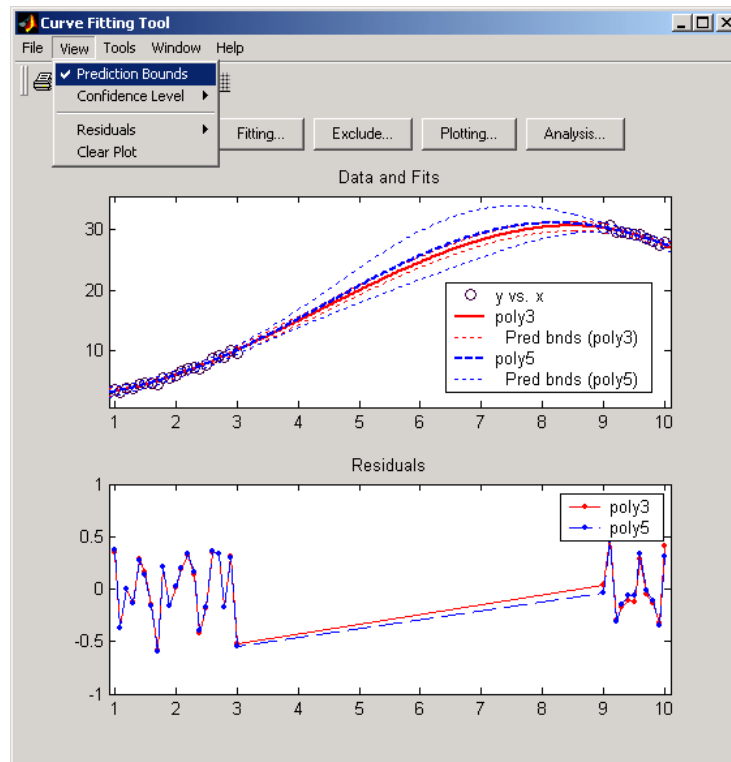 Curve Fitting Tool
File View Tools Window Help
Prediction Bounds
Confidence Level
Residuals
Clear Plot
Fitting... Exclude... Plotting... Analysis...
Data and Fits
30
20
10
y vs. x
poly3
Pred bnds (poly3)
poly5
Pred bnds (poly5)
1 2 3 4 5 6 7 8 9 10
Residuals
1
0.5
0
-0.5
-1
poly3
poly5
1 2 3 4 5 6 7 8 9 10